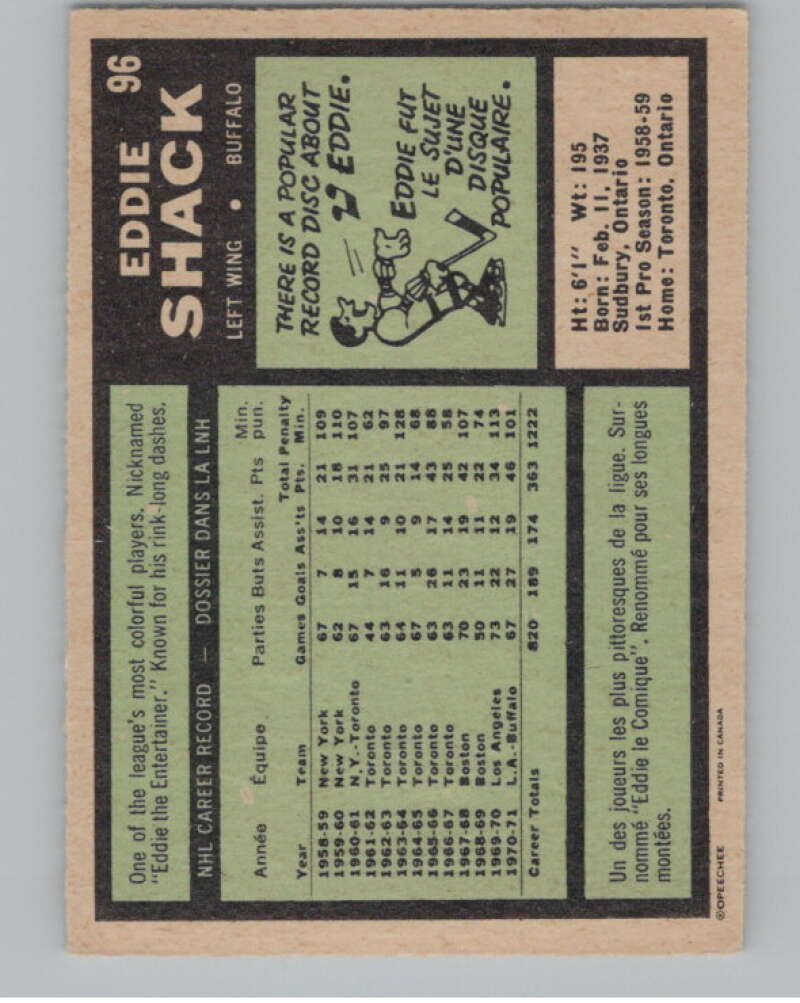 EDDIE 96
SHACK
LEFT WING • BUFFALO
One of the league's most colorful players. Nicknamed
"Eddie the Entertainer." Known for his rink-long dashes.
THERE IS A POPULAR
RECORD DISC ABOUT
EDDIE.
EDDIE FUT
LE SUJET
D'UNE
DISQUE
POPULAIRE.
NHL CAREER RECORD — DOSSIER DANS LA LNH
Année Équipe Parties Buts Assist. Pts Min. pun.
Year Team Games Goals Ass'ts Total Pts. Penalty Min.
1958-59 New York 67 7 14 21 109
1959-60 New York 62 8 10 18 110
1960-61 N.Y.-Toronto 67 15 16 31 107
1961-62 Toronto 44 7 14 21 62
1962-63 Toronto 63 16 9 25 97
1963-64 Toronto 64 11 10 21 128
1964-65 Toronto 67 5 9 14 68
1965-66 Toronto 63 26 17 43 88
1966-67 Toronto 63 11 14 25 58
1967-68 Boston 70 23 19 42 107
1968-69 Boston 50 11 11 22 74
1969-70 Los Angeles 73 22 12 34 113
1970-71 L.A.-Buffalo 67 27 19 46 101
Career Totals 820 189 174 363 1222
Ht: 6'1" Wt: 195
Born: Feb. 11, 1937
Sudbury, Ontario
1st Pro Season: 1958-59
Home: Toronto, Ontario
Un des joueurs les plus pittoresques de la ligue. Sur-
nommé "Eddie le Comique". Renommé pour ses longues
montées.
©OPEECHEE PRINTED IN CANADA